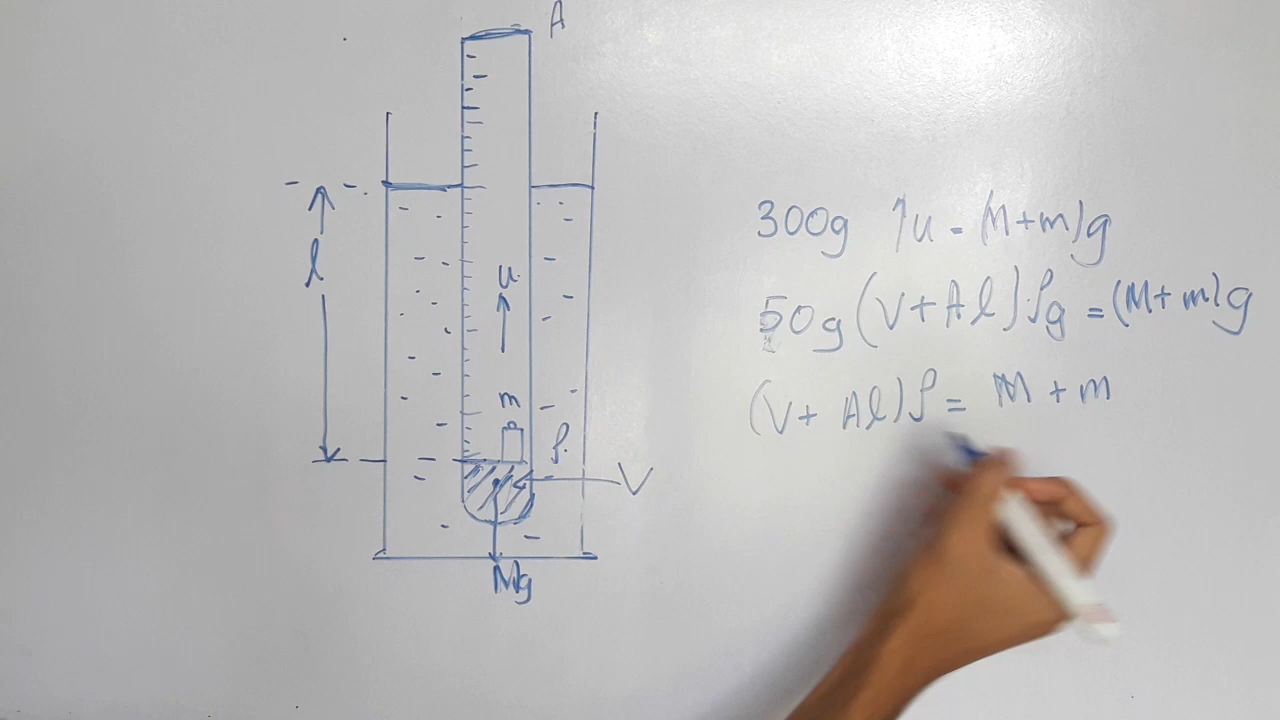 A
l
u
m
ρ
V
Mg
300g ↑u = (M+m)g
50g (V+Al)ρg = (M+m)g
(V+Al)ρ = M+m